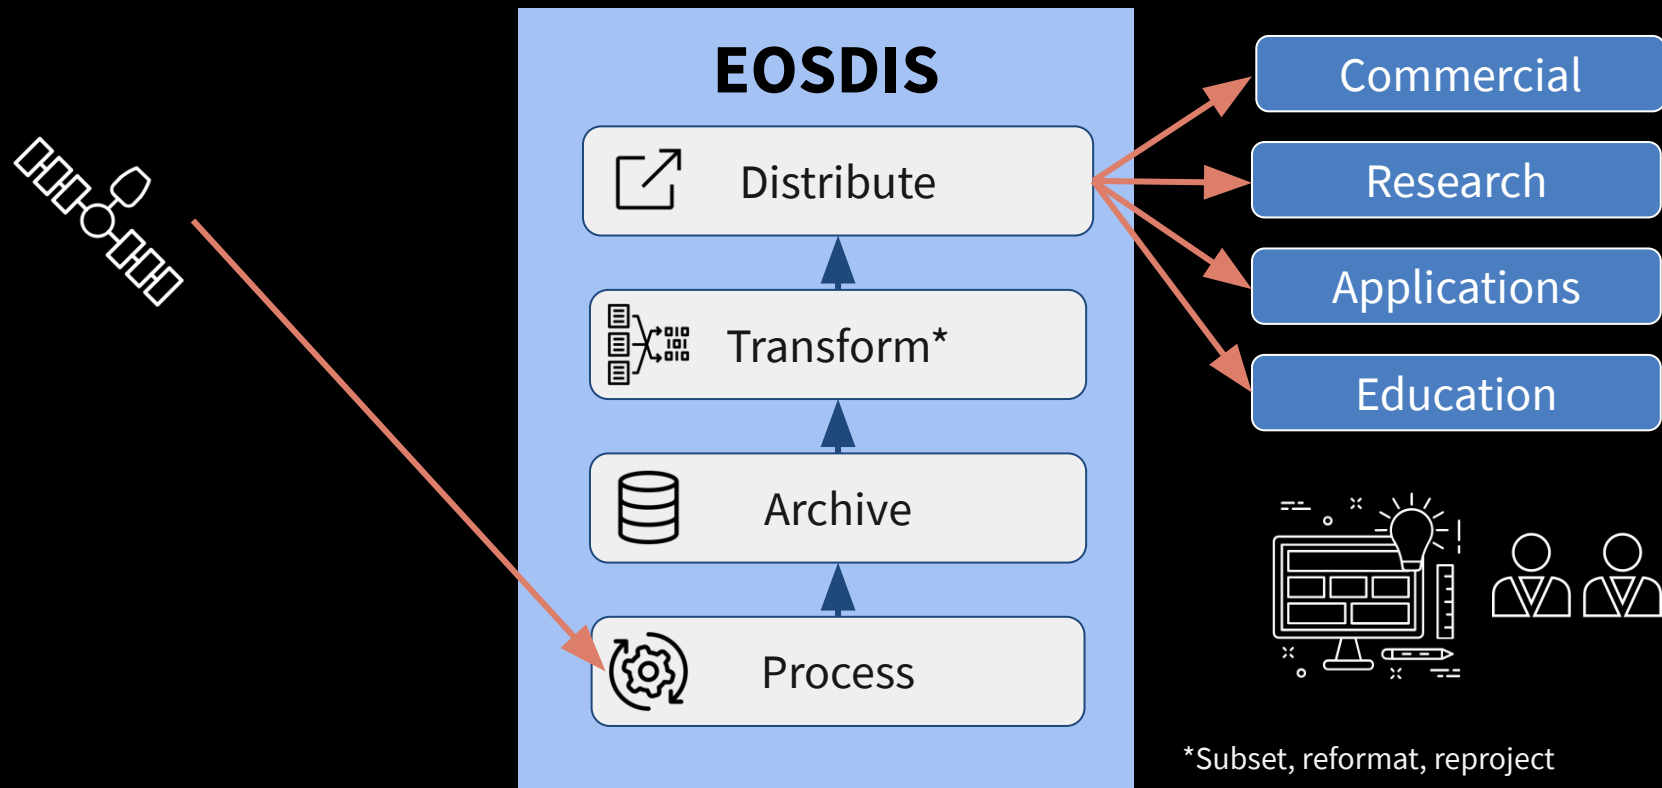 EOSDIS
Distribute
Transform*
Archive
Process
Commercial
Research
Applications
Education
*Subset, reformat, reproject